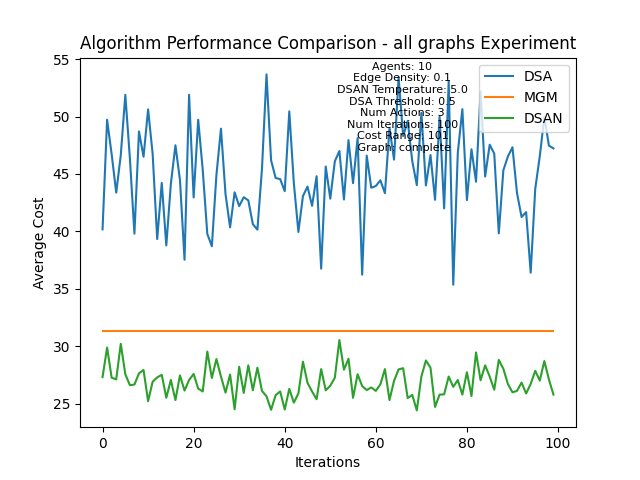 Algorithm Performance Comparison - all graphs Experiment
Agents: 10
Edge Density: 0.1
DSAN Temperature: 5.0
DSA Threshold: 0.5
Num Actions: 3
Num Iterations: 100
Cost Range: 101
Graph: complete
DSA
MGM
DSAN
55
50
45
40
35
30
25
Average Cost
0 20 40 60 80 100
Iterations